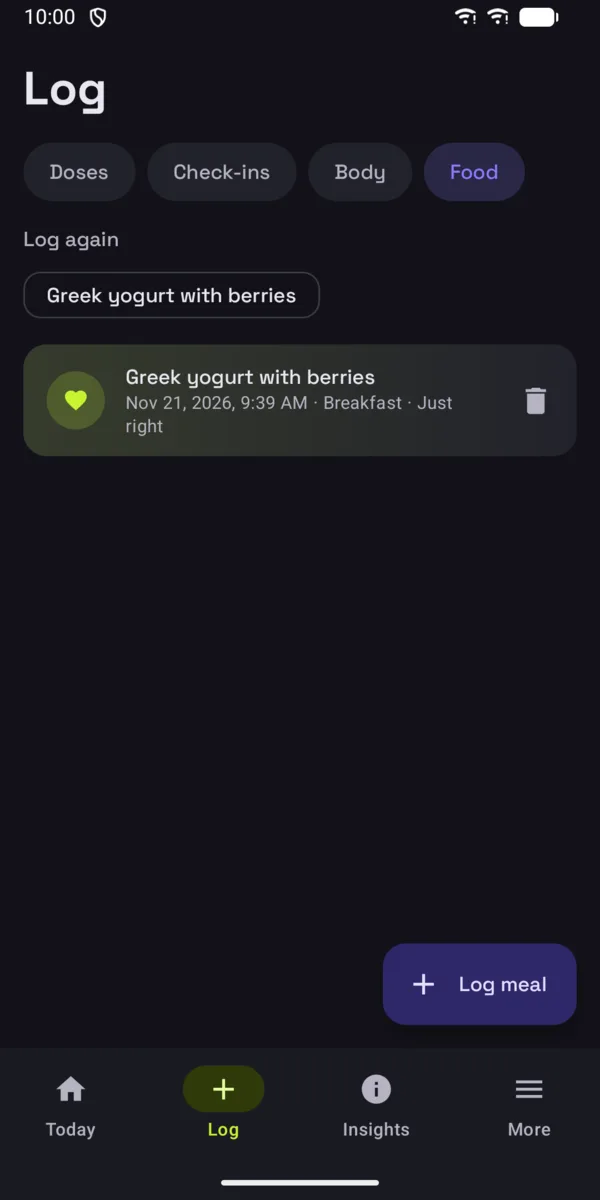 10:00
Log
Doses
Check-ins
Body
Food
Log again
Greek yogurt with berries
Greek yogurt with berries
Nov 21, 2026, 9:39 AM · Breakfast · Just
right
Log meal
Today
Log
Insights
More